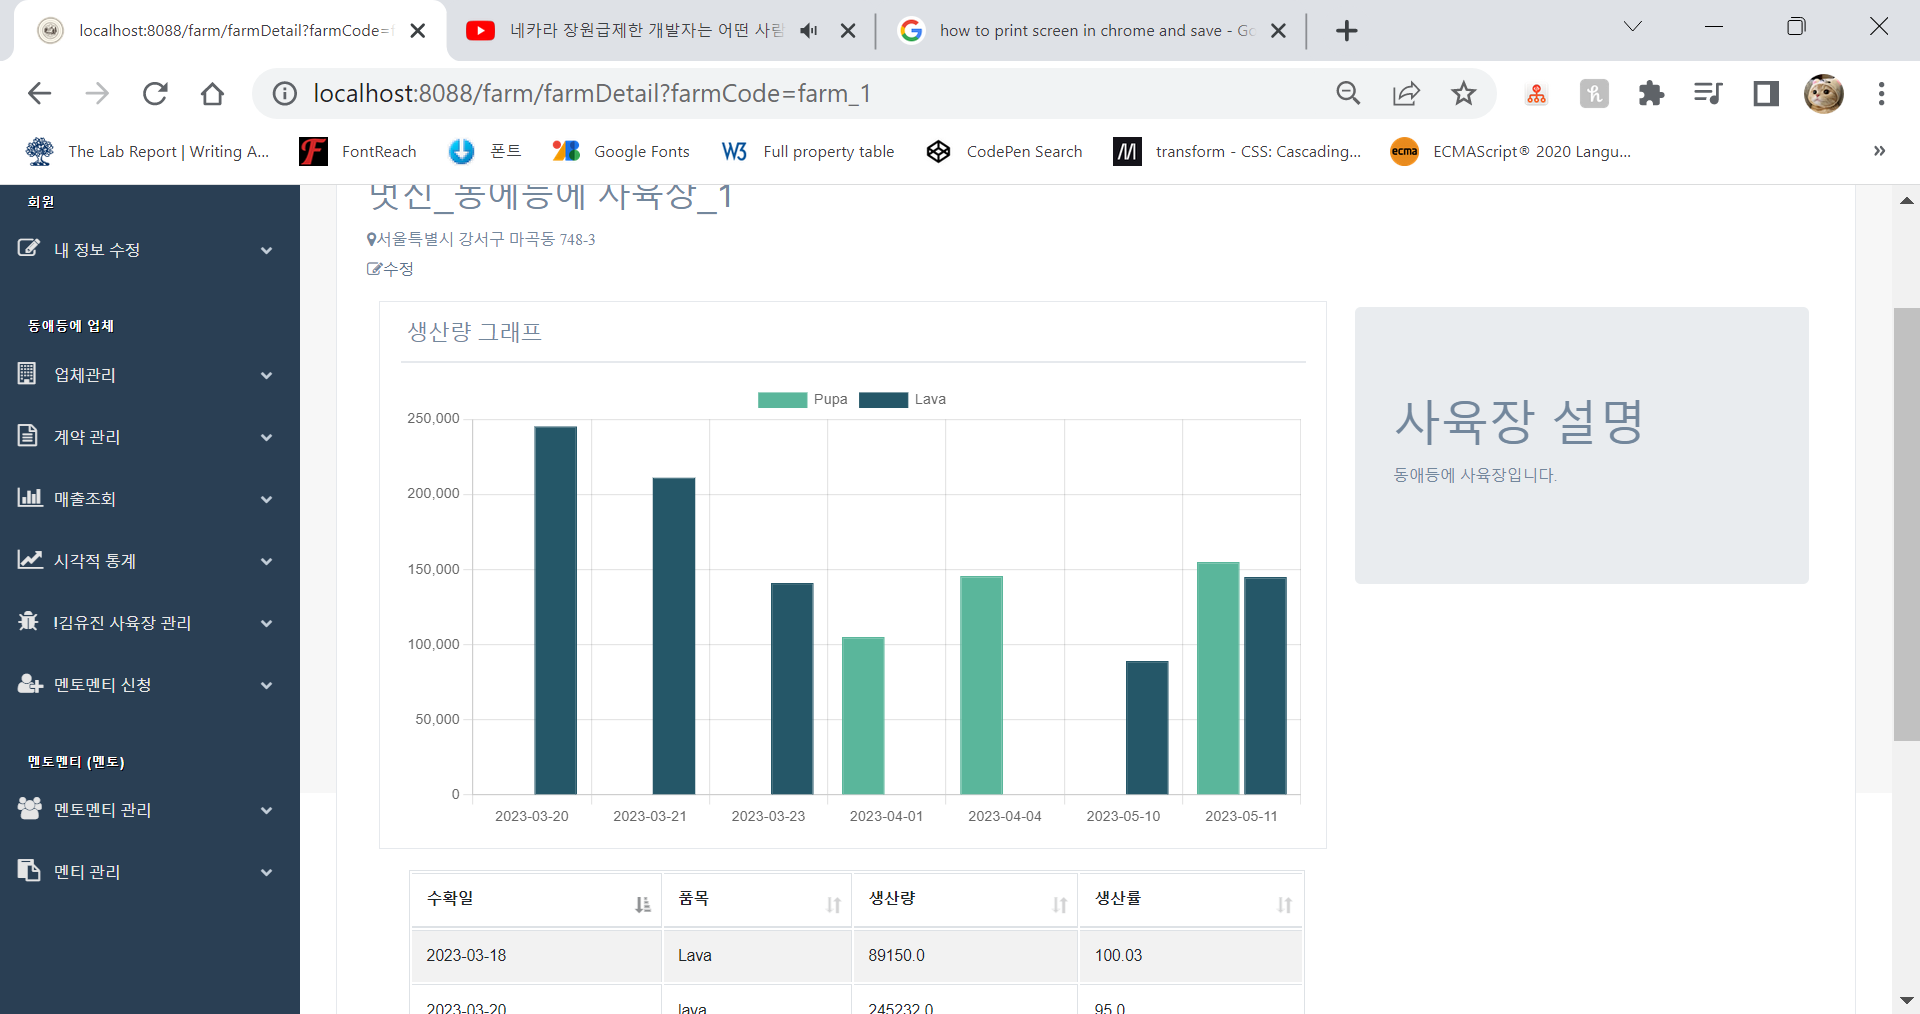 localhost:8088/farm/farmDetail?farmCode=f
네카라 장원급제한 개발자는 어떤 사람
how to print screen in chrome and save - Go
localhost:8088/farm/farmDetail?farmCode=farm_1
The Lab Report | Writing A...
FontReach
폰트
Google Fonts
W3
Full property table
CodePen Search
transform - CSS: Cascading...
ecma
ECMAScript® 2020 Langu...
회원
내 정보 수정
동애등에 업체
업체관리
계약 관리
매출조회
시각적 통계
!김유진 사육장 관리
멘토멘티 신청
멘토멘티 (멘토)
멘토멘티 관리
멘티 관리
멋진_동애등에 사육장_1
서울특별시 강서구 마곡동 748-3
수정
생산량 그래프
Pupa Lava
250,000
200,000
150,000
100,000
50,000
0
2023-03-20 2023-03-21 2023-03-23 2023-04-01 2023-04-04 2023-05-10 2023-05-11
사육장 설명
동애등에 사육장입니다.
수확일 품목 생산량 생산률
2023-03-18 Lava 89150.0 100.03
2023-03-20 lava 245232.0 95.0